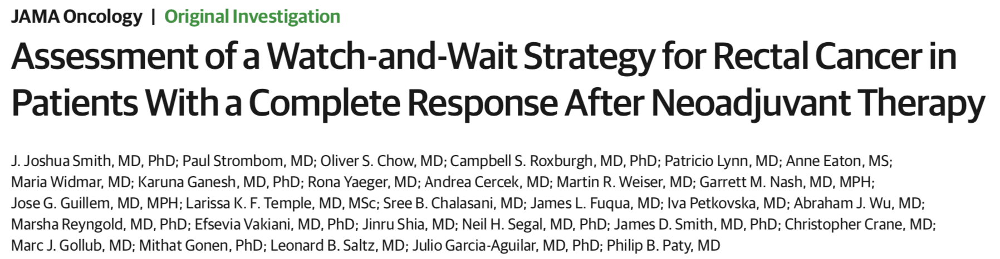 JAMA Oncology | Original Investigation
Assessment of a Watch-and-Wait Strategy for Rectal Cancer in
Patients With a Complete Response After Neoadjuvant Therapy
J. Joshua Smith, MD, PhD; Paul Strombom, MD; Oliver S. Chow, MD; Campbell S. Roxburgh, MD, PhD; Patricio Lynn, MD; Anne Eaton, MS;
Maria Widmar, MD; Karuna Ganesh, MD, PhD; Rona Yaeger, MD; Andrea Cercek, MD; Martin R. Weiser, MD; Garrett M. Nash, MD, MPH;
Jose G. Guillem, MD, MPH; Larissa K. F. Temple, MD, MSc; Sree B. Chalasani, MD; James L. Fuqua, MD; Iva Petkovska, MD; Abraham J. Wu, MD;
Marsha Reyngold, MD, PhD; Efsevia Vakiani, MD, PhD; Jinru Shia, MD; Neil H. Segal, MD, PhD; James D. Smith, MD, PhD; Christopher Crane, MD;
Marc J. Gollub, MD; Mithat Gonen, PhD; Leonard B. Saltz, MD; Julio Garcia-Aguilar, MD, PhD; Philip B. Paty, MD